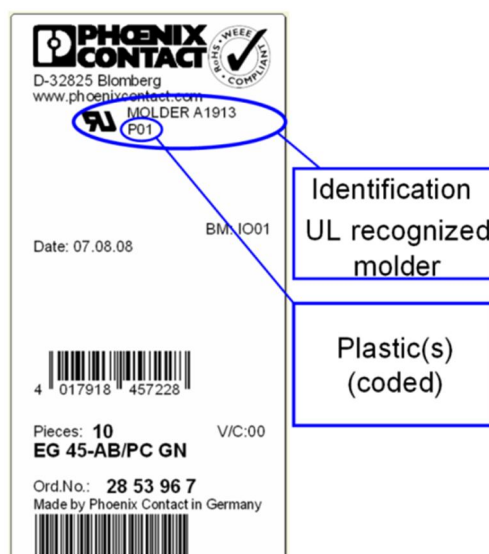 PHŒNIX
CONTACT
WEEE
RoHS
COMPLIANT
D-32825 Blomberg
www.phoenixcontact.com
MOLDER A1913
P01
Identification
UL recognized
molder
BM: IO01
Date: 07.08.08
Plastic(s)
(coded)
4 017918 457228
Pieces: 10 V/C:00
EG 45-AB/PC GN
Ord.No.: 28 53 96 7
Made by Phoenix Contact in Germany